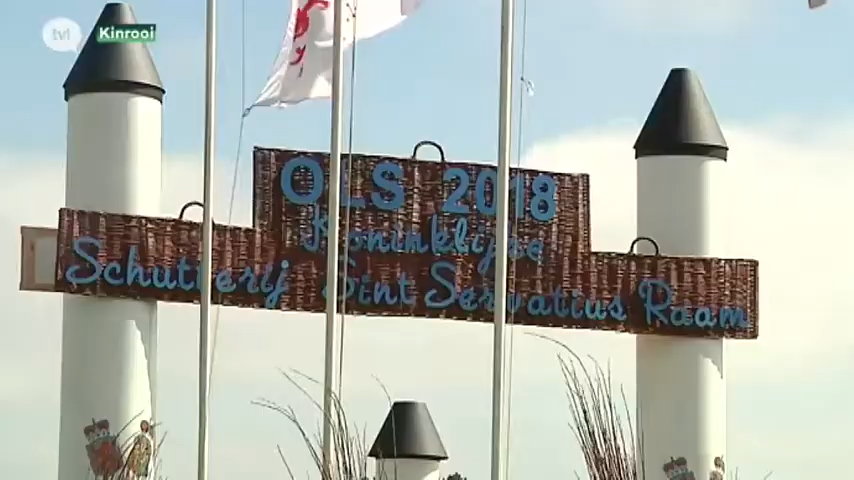 tvl
Kinrooi
OLS 2018
Koninklijke
Schutterij Sint Servatius Raam